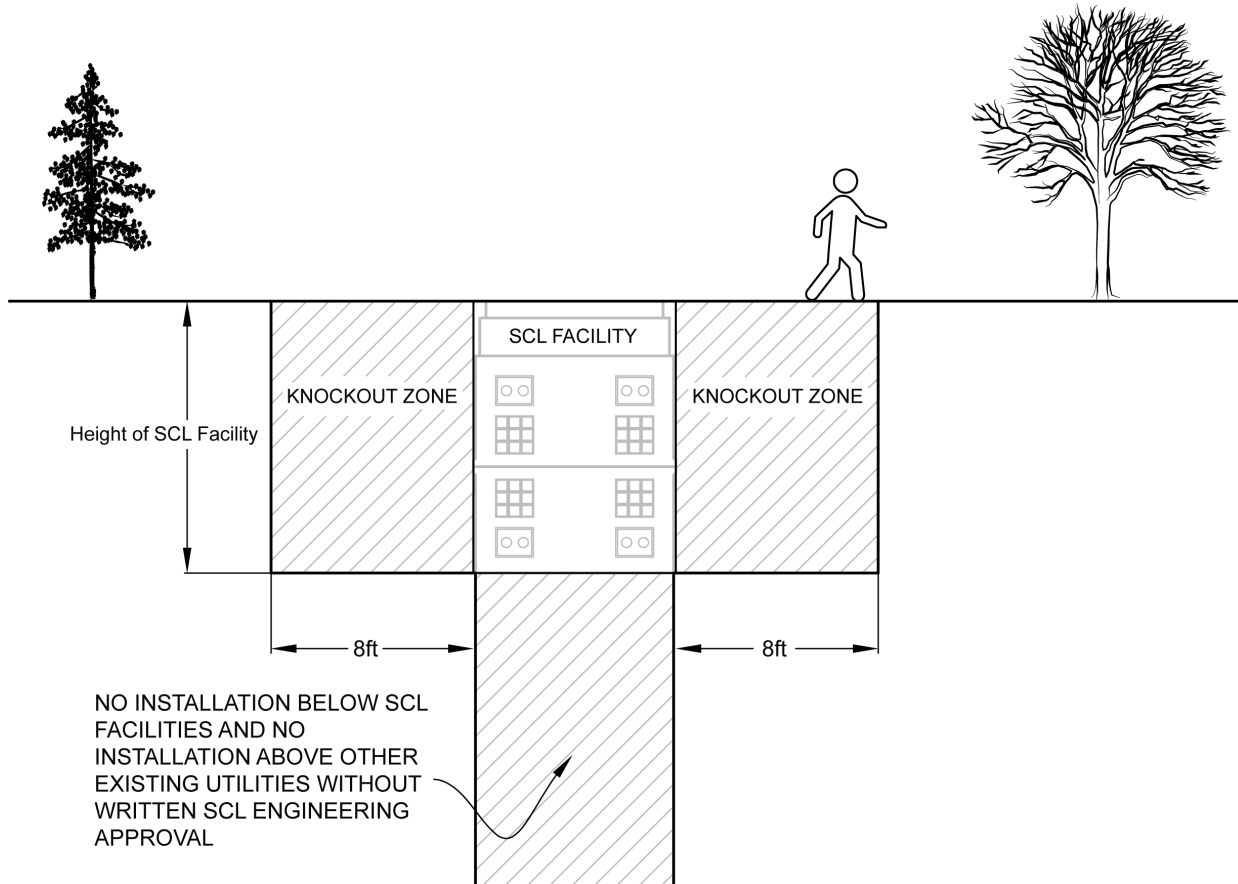 SCL FACILITY
KNOCKOUT ZONE
KNOCKOUT ZONE
Height of SCL Facility
8ft
8ft
NO INSTALLATION BELOW SCL
FACILITIES AND NO
INSTALLATION ABOVE OTHER
EXISTING UTILITIES WITHOUT
WRITTEN SCL ENGINEERING
APPROVAL